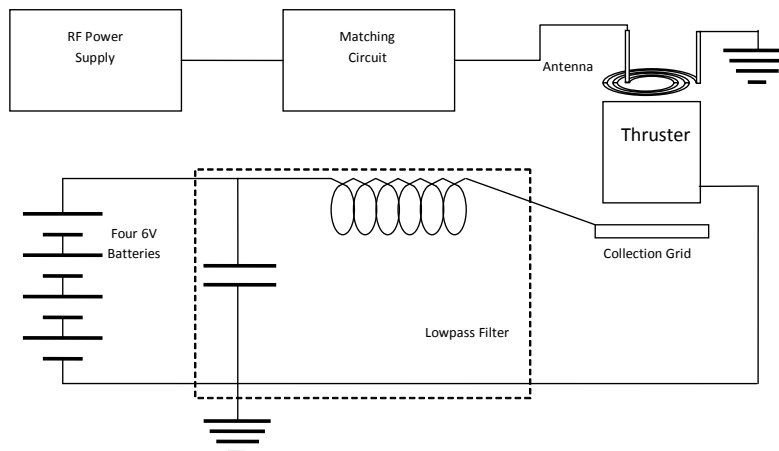 RF Power
Supply
Matching
Circuit
Antenna
Thruster
Four 6V
Batteries
Collection Grid
Lowpass Filter